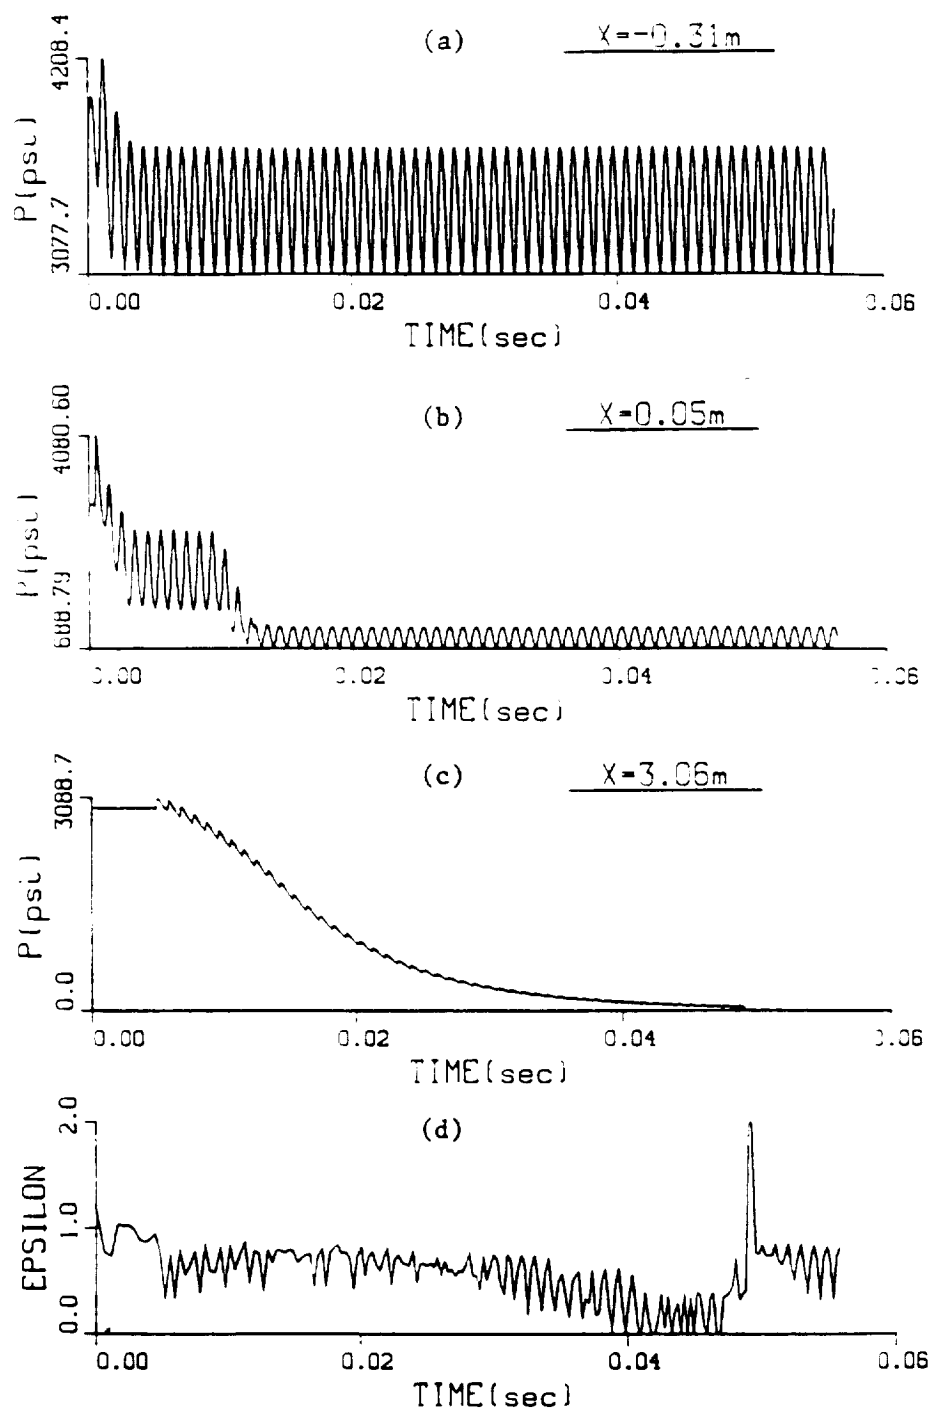 (a) X=-0.31m
4208.4
P(psi)
3077.7
0.00 0.02 0.04 0.06
TIME(sec)
(b) X=0.05m
4080.60
P(psi)
688.79
0.00 0.02 0.04 0.06
TIME(sec)
(c) X=3.06m
3088.7
P(psi)
0.0
0.00 0.02 0.04 0.06
TIME(sec)
(d)
2.0
EPSILON
1.0
0.0
0.00 0.02 0.04 0.06
TIME(sec)